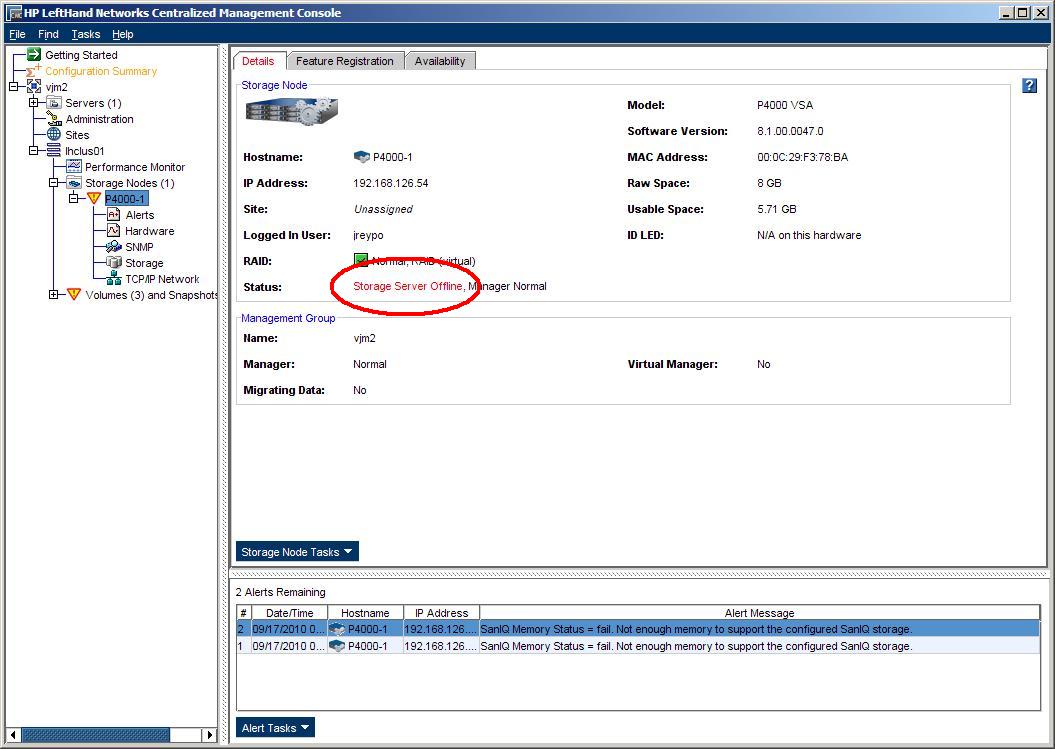 HP LeftHand Networks Centralized Management Console
File Find Tasks Help
Getting Started
Configuration Summary
vjm2
Servers (1)
Administration
Sites
lhclus01
Performance Monitor
Storage Nodes (1)
P4000-1
Alerts
Hardware
SNMP
Storage
TCP/IP Network
Volumes (3) and Snapshots
Details Feature Registration Availability
Storage Node
Model: P4000 VSA
Software Version: 8.1.00.0047.0
Hostname: P4000-1 MAC Address: 00:0C:29:F3:78:BA
IP Address: 192.168.126.54 Raw Space: 8 GB
Site: Unassigned Usable Space: 5.71 GB
Logged In User: jreypo ID LED: N/A on this hardware
RAID: Normal, RAID (virtual)
Status: Storage Server Offline, Manager Normal
Management Group
Name: vjm2
Manager: Normal Virtual Manager: No
Migrating Data: No
Storage Node Tasks
2 Alerts Remaining
# Date/Time Hostname IP Address Alert Message
2 09/17/2010 0... P4000-1 192.168.126.... SanIQ Memory Status = fail. Not enough memory to support the configured SanIQ storage.
1 09/17/2010 0... P4000-1 192.168.126.... SanIQ Memory Status = fail. Not enough memory to support the configured SanIQ storage.
Alert Tasks